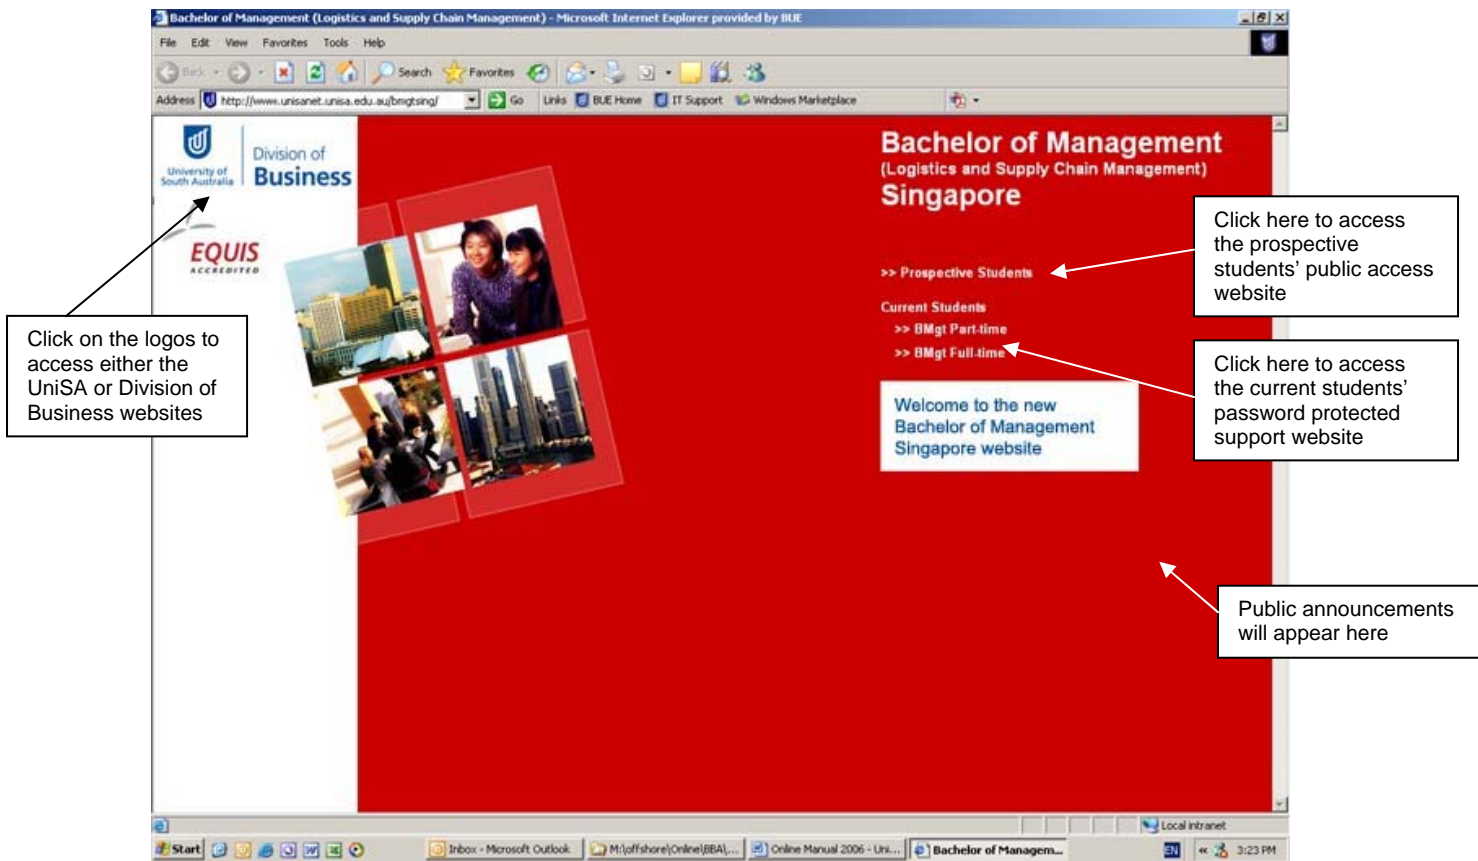 Bachelor of Management (Logistics and Supply Chain Management) - Microsoft Internet Explorer provided by BUE
File Edit View Favorites Tools Help
Back Search Favorites
Address http://www.unisanet.unisa.edu.au/bmgtsing/ Go Links BUE Home IT Support Windows Marketplace
University of
South Australia
Division of
Business
EQUIS
ACCREDITED
Bachelor of Management
(Logistics and Supply Chain Management)
Singapore
>> Prospective Students
Current Students
>> BMgt Part-time
>> BMgt Full-time
Welcome to the new
Bachelor of Management
Singapore website
Click on the logos to
access either the
UniSA or Division of
Business websites
Click here to access
the prospective
students’ public access
website
Click here to access
the current students’
password protected
support website
Public announcements
will appear here
Local intranet
Start Inbox - Microsoft Outlook M:\offshore\Online\BBA\... Online Manual 2006 - Uni... Bachelor of Managem... EN « 3:23 PM